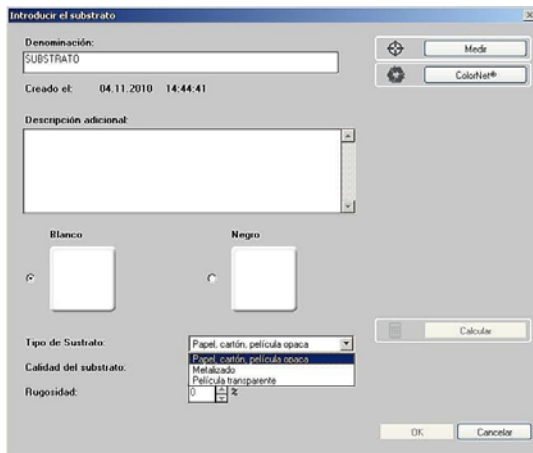 Introducir el substrato
Denominación:
SUBSTRATO
Creado el: 04.11.2010 14:44:41
Descripción adicional:
Blanco Negro
Tipo de Sustrato: Papel, cartón, película opaca
Papel, cartón, película opaca
Calidad del substrato: Metalizado
Película transparente
Rugosidad: 0 %
Medir
ColorNet®
Calcular
OK Cancelar